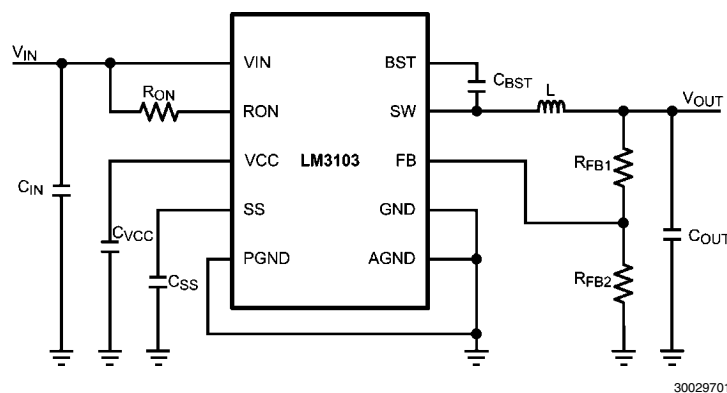 VIN
VIN
BST
CBST
RON
RON
SW
L
VOUT
VCC
LM3103
FB
RFB1
CIN
SS
GND
CVCC
COUT
PGND
AGND
CSS
RFB2
30029701